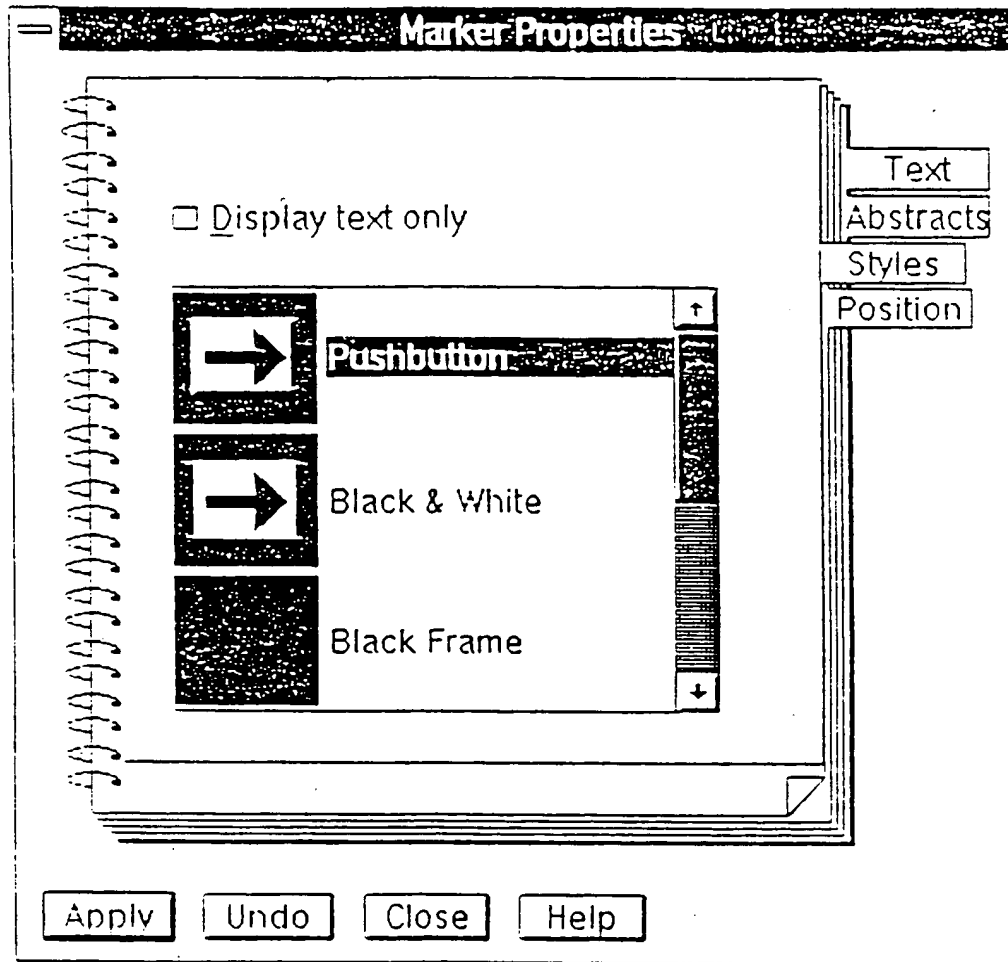 Marker Properties
Text
Abstracts
Styles
Position
Display text only
Pushbutton
Black & White
Black Frame
Apply Undo Close Help